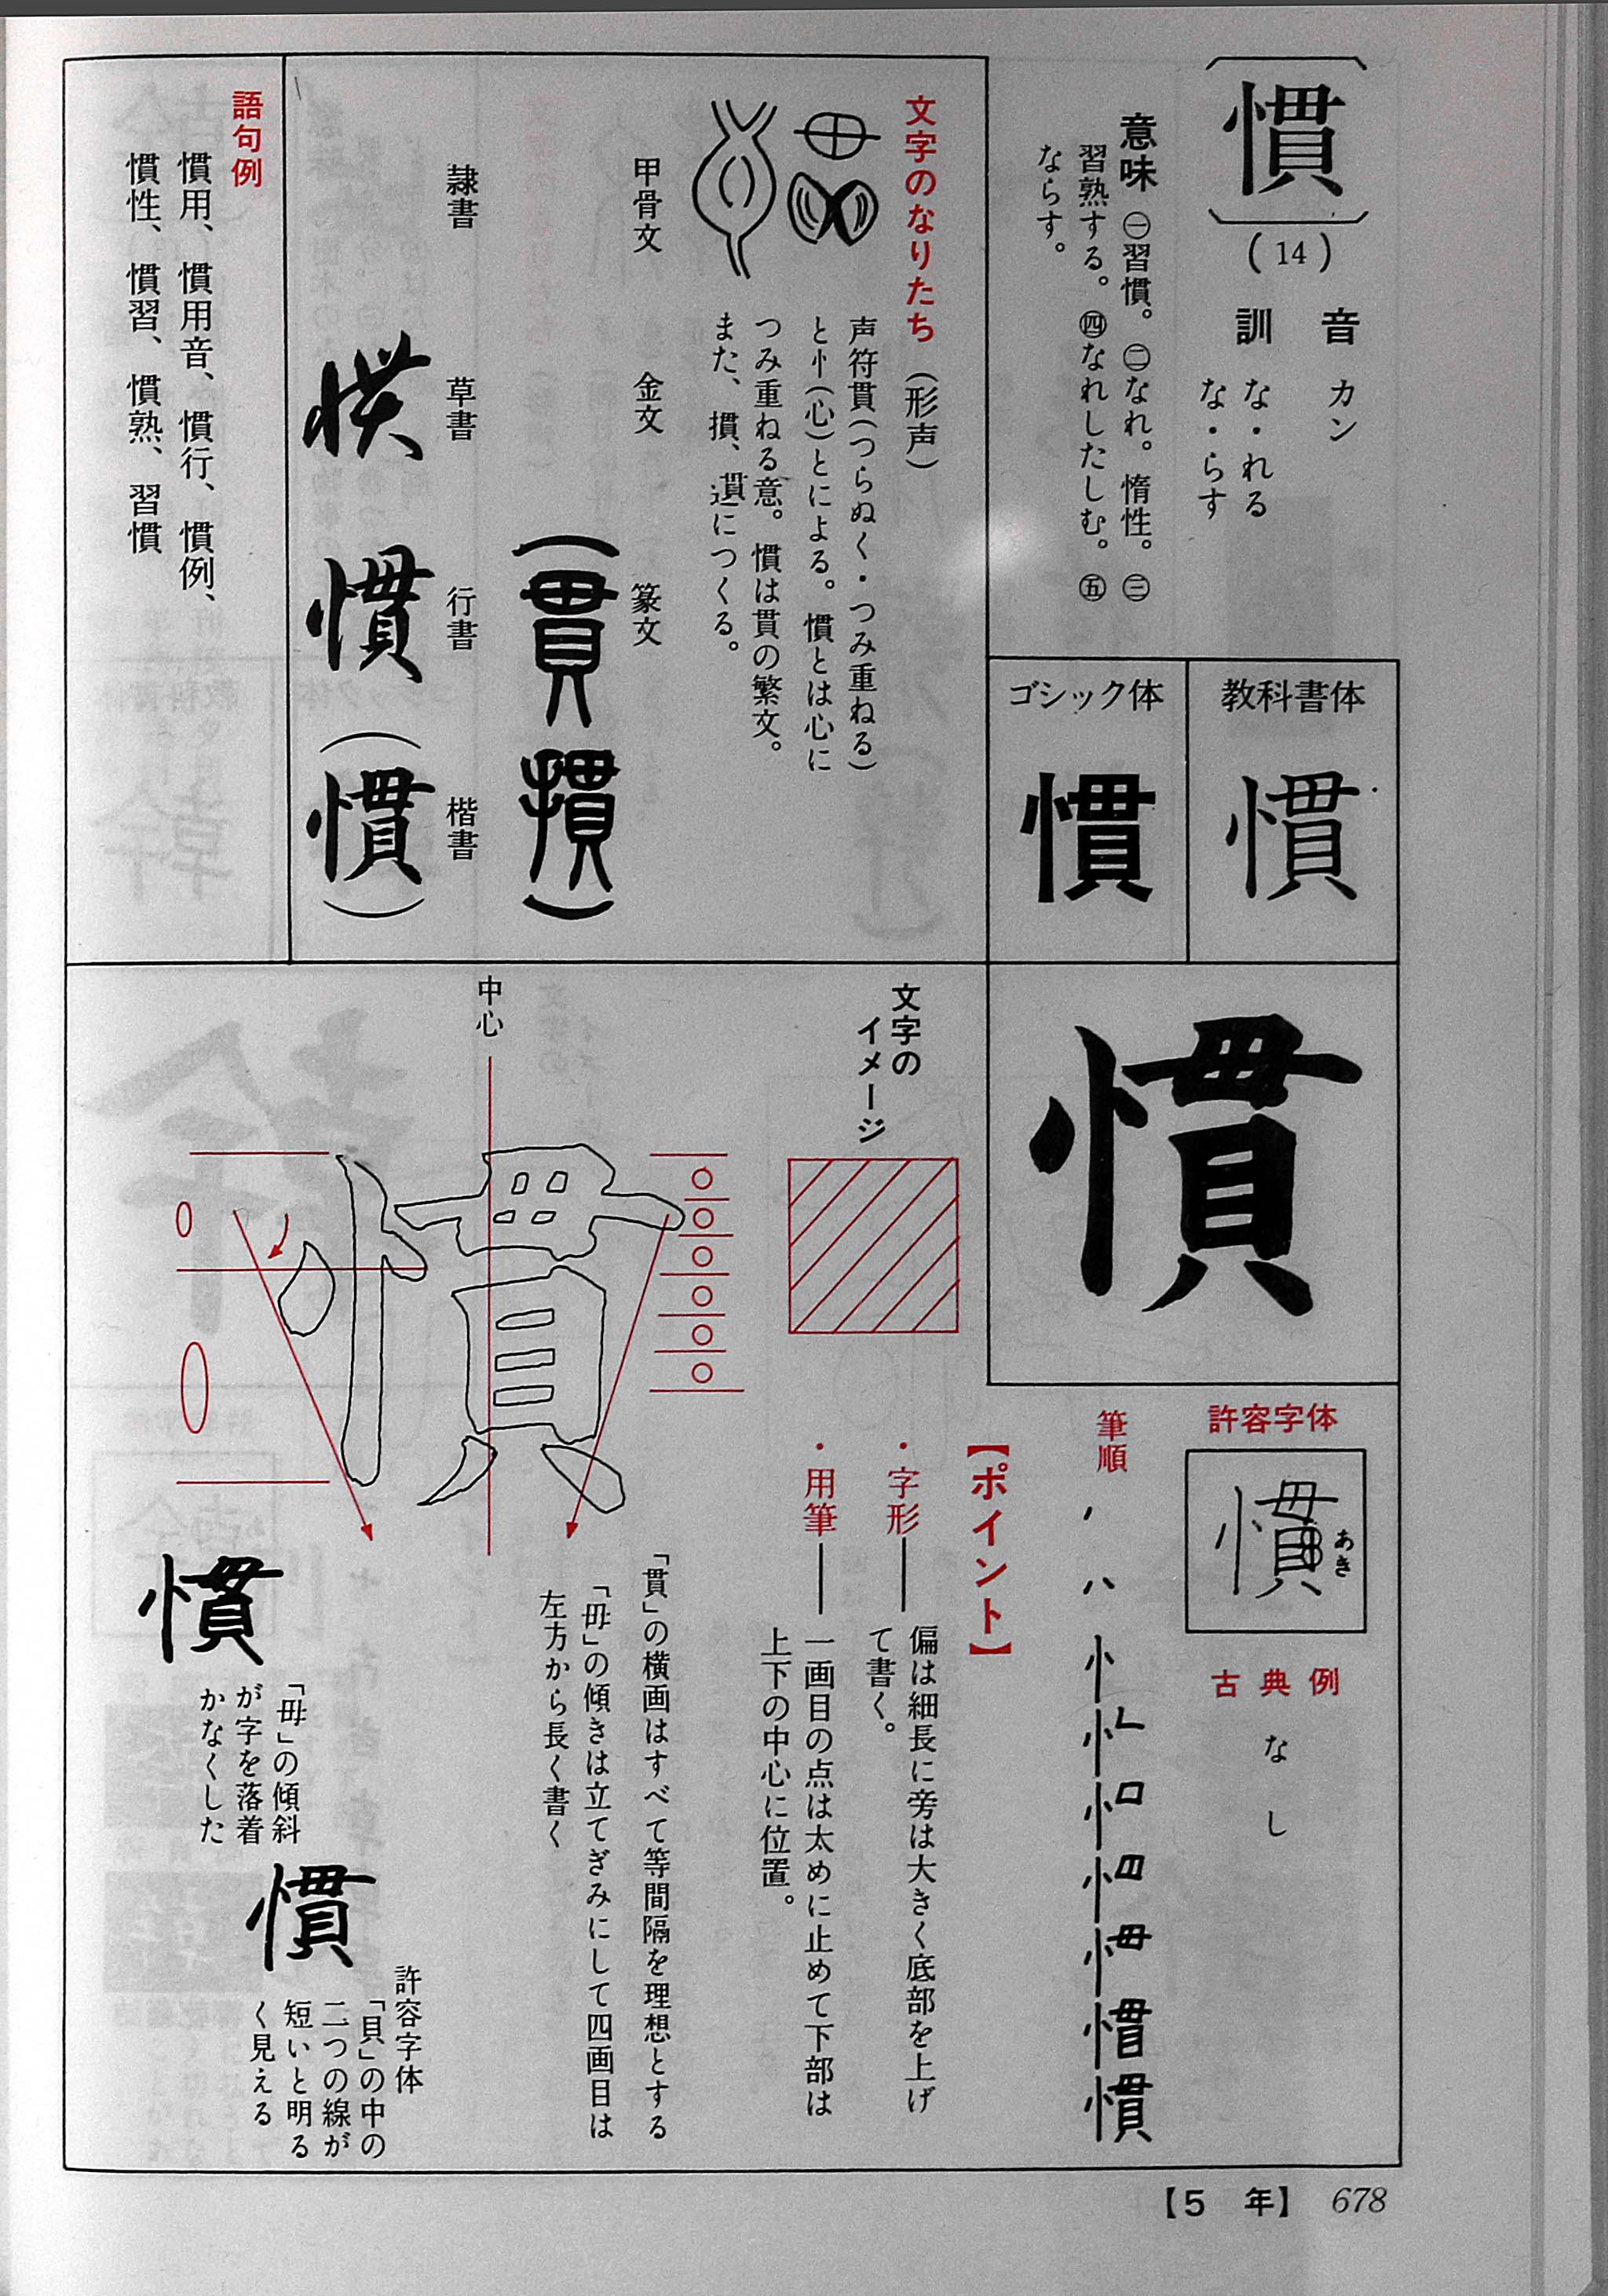 慣
(14)
音 カン
訓 な・れる
な・らす
意味 ㊀習慣。㊁なれ。惰性。㊂
習熟する。㊃なれしたしむ。㊄
ならす。
教科書体
慣
ゴシック体
慣
文字のなりたち (形声)
声符貫(つらぬく・つみ重ねる)
と忄(心)とによる。慣とは心に
つみ重ねる意。慣は貫の繁文。
また、摜、遦につくる。
甲骨文
金文
篆文
(貫 摜)
隷書
草書
慣
行書
慣
楷書
(慣)
語句例
慣用、慣用音、慣行、慣例、
慣性、慣習、慣熟、習慣
慣
許容字体
慣
あき
古典例
なし
筆順
【ポイント】
・字形――偏は細長に旁は大きく底部を上げ
て書く。
・用筆――一画目の点は太めに止めて下部は
上下の中心に位置。
文字の
イメージ
中心
「貫」の横画はすべて等間隔を理想とする
「毌」の傾きは立てぎみにして四画目は
左方から長く書く
慣
「毌」の傾斜
が字を落着
かなくした
慣
許容字体
「貝」の中の
二つの線が
短いと明る
く見える
【5 年】 678